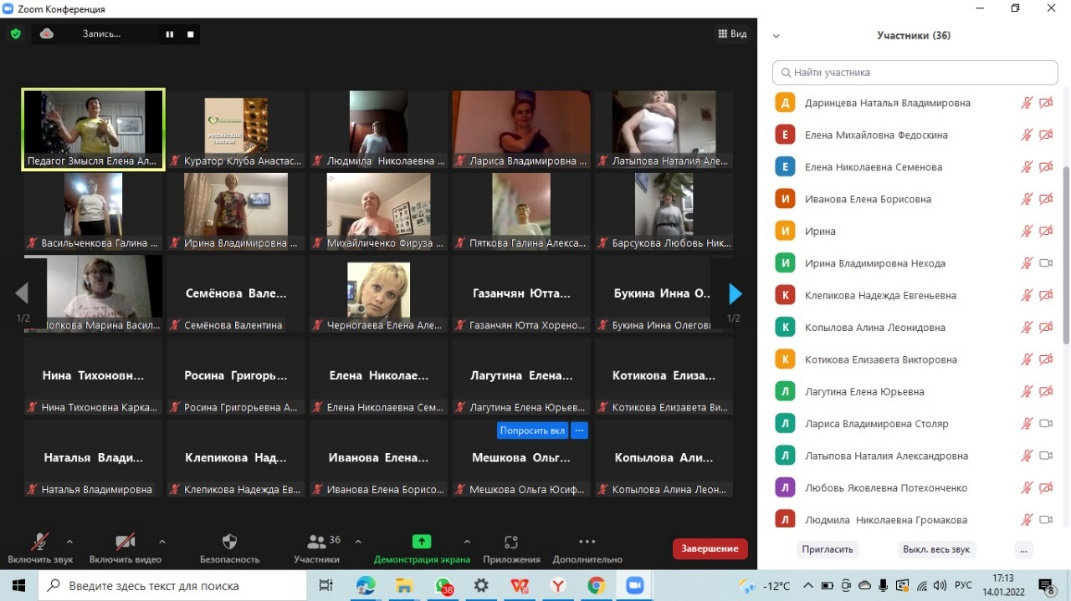 Zoom Конференция
Запись...
Вид
Педагог Змысля Елена Ал...
Куратор Клуба Анастас...
Людмила Николаевна ...
Лариса Владимировна ...
Латыпова Наталия Але...
Васильченкова Галина ...
Ирина Владимировна ...
Михайличенко Фируза ...
Пяткова Галина Алекса...
Барсукова Любовь Ник...
Марина Васил...
Семёнова Вале...
Семёнова Валентина
Черногаева Елена Але...
Газанчян Ютта...
Газанчян Ютта Хорено...
Букина Инна О...
Букина Инна Олегов
1/2
1/2
Нина Тихоновн...
Нина Тихоновна Карка...
Росина Григорь...
Росина Григорьевна А...
Елена Николае...
Елена Николаевна Сем...
Лагутина Елена...
Лагутина Елена Юрьев...
Котикова Елиза...
Котикова Елизавета Ви...
Попросить вкл
...
Наталья Влади...
Наталья Владимировна
Клепикова Над...
Клепикова Надежда Ев...
Иванова Елена...
Иванова Елена Борисо...
Мешкова Ольг...
Мешкова Ольга Юсиф...
Копылова Али...
Копылова Алина Леон...
Включить звук
Включить видео
Безопасность
36
Участники
Демонстрация экрана
Приложения
Дополнительно
Завершение
Участники (36)
Найти участника
Д Даринцева Наталья Владимировна
Е Елена Михайловна Федоскина
Е Елена Николаевна Семенова
И Иванова Елена Борисовна
И Ирина
И Ирина Владимировна Нехода
К Клепикова Надежда Евгеньевна
К Копылова Алина Леонидовна
К Котикова Елизавета Викторовна
Л Лагутина Елена Юрьевна
Л Лариса Владимировна Столяр
Л Латыпова Наталия Александровна
Л Любовь Яковлевна Потехонченко
Л Людмила Николаевна Громакова
Пригласить
Выкл. весь звук
...
Введите здесь текст для поиска
38
-12°C
РУС
17:13
14.01.2022
8